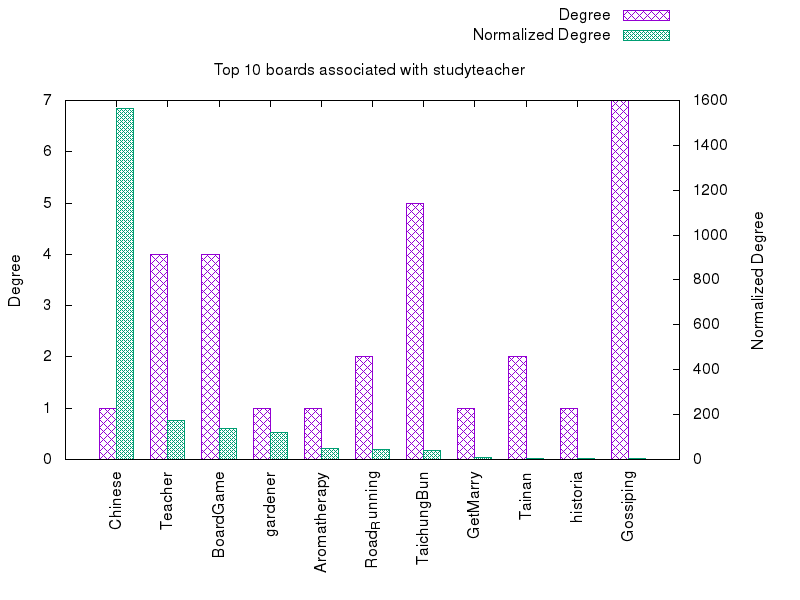 Degree
Normalized Degree
Top 10 boards associated with studyteacher
7
6
5
4
3
2
1
0
1600
1400
1200
1000
800
600
400
200
0
Degree
Normalized Degree
Chinese
Teacher
BoardGame
gardener
Aromatherapy
Road_Running
TaichungBun
GetMarry
Tainan
historia
Gossiping